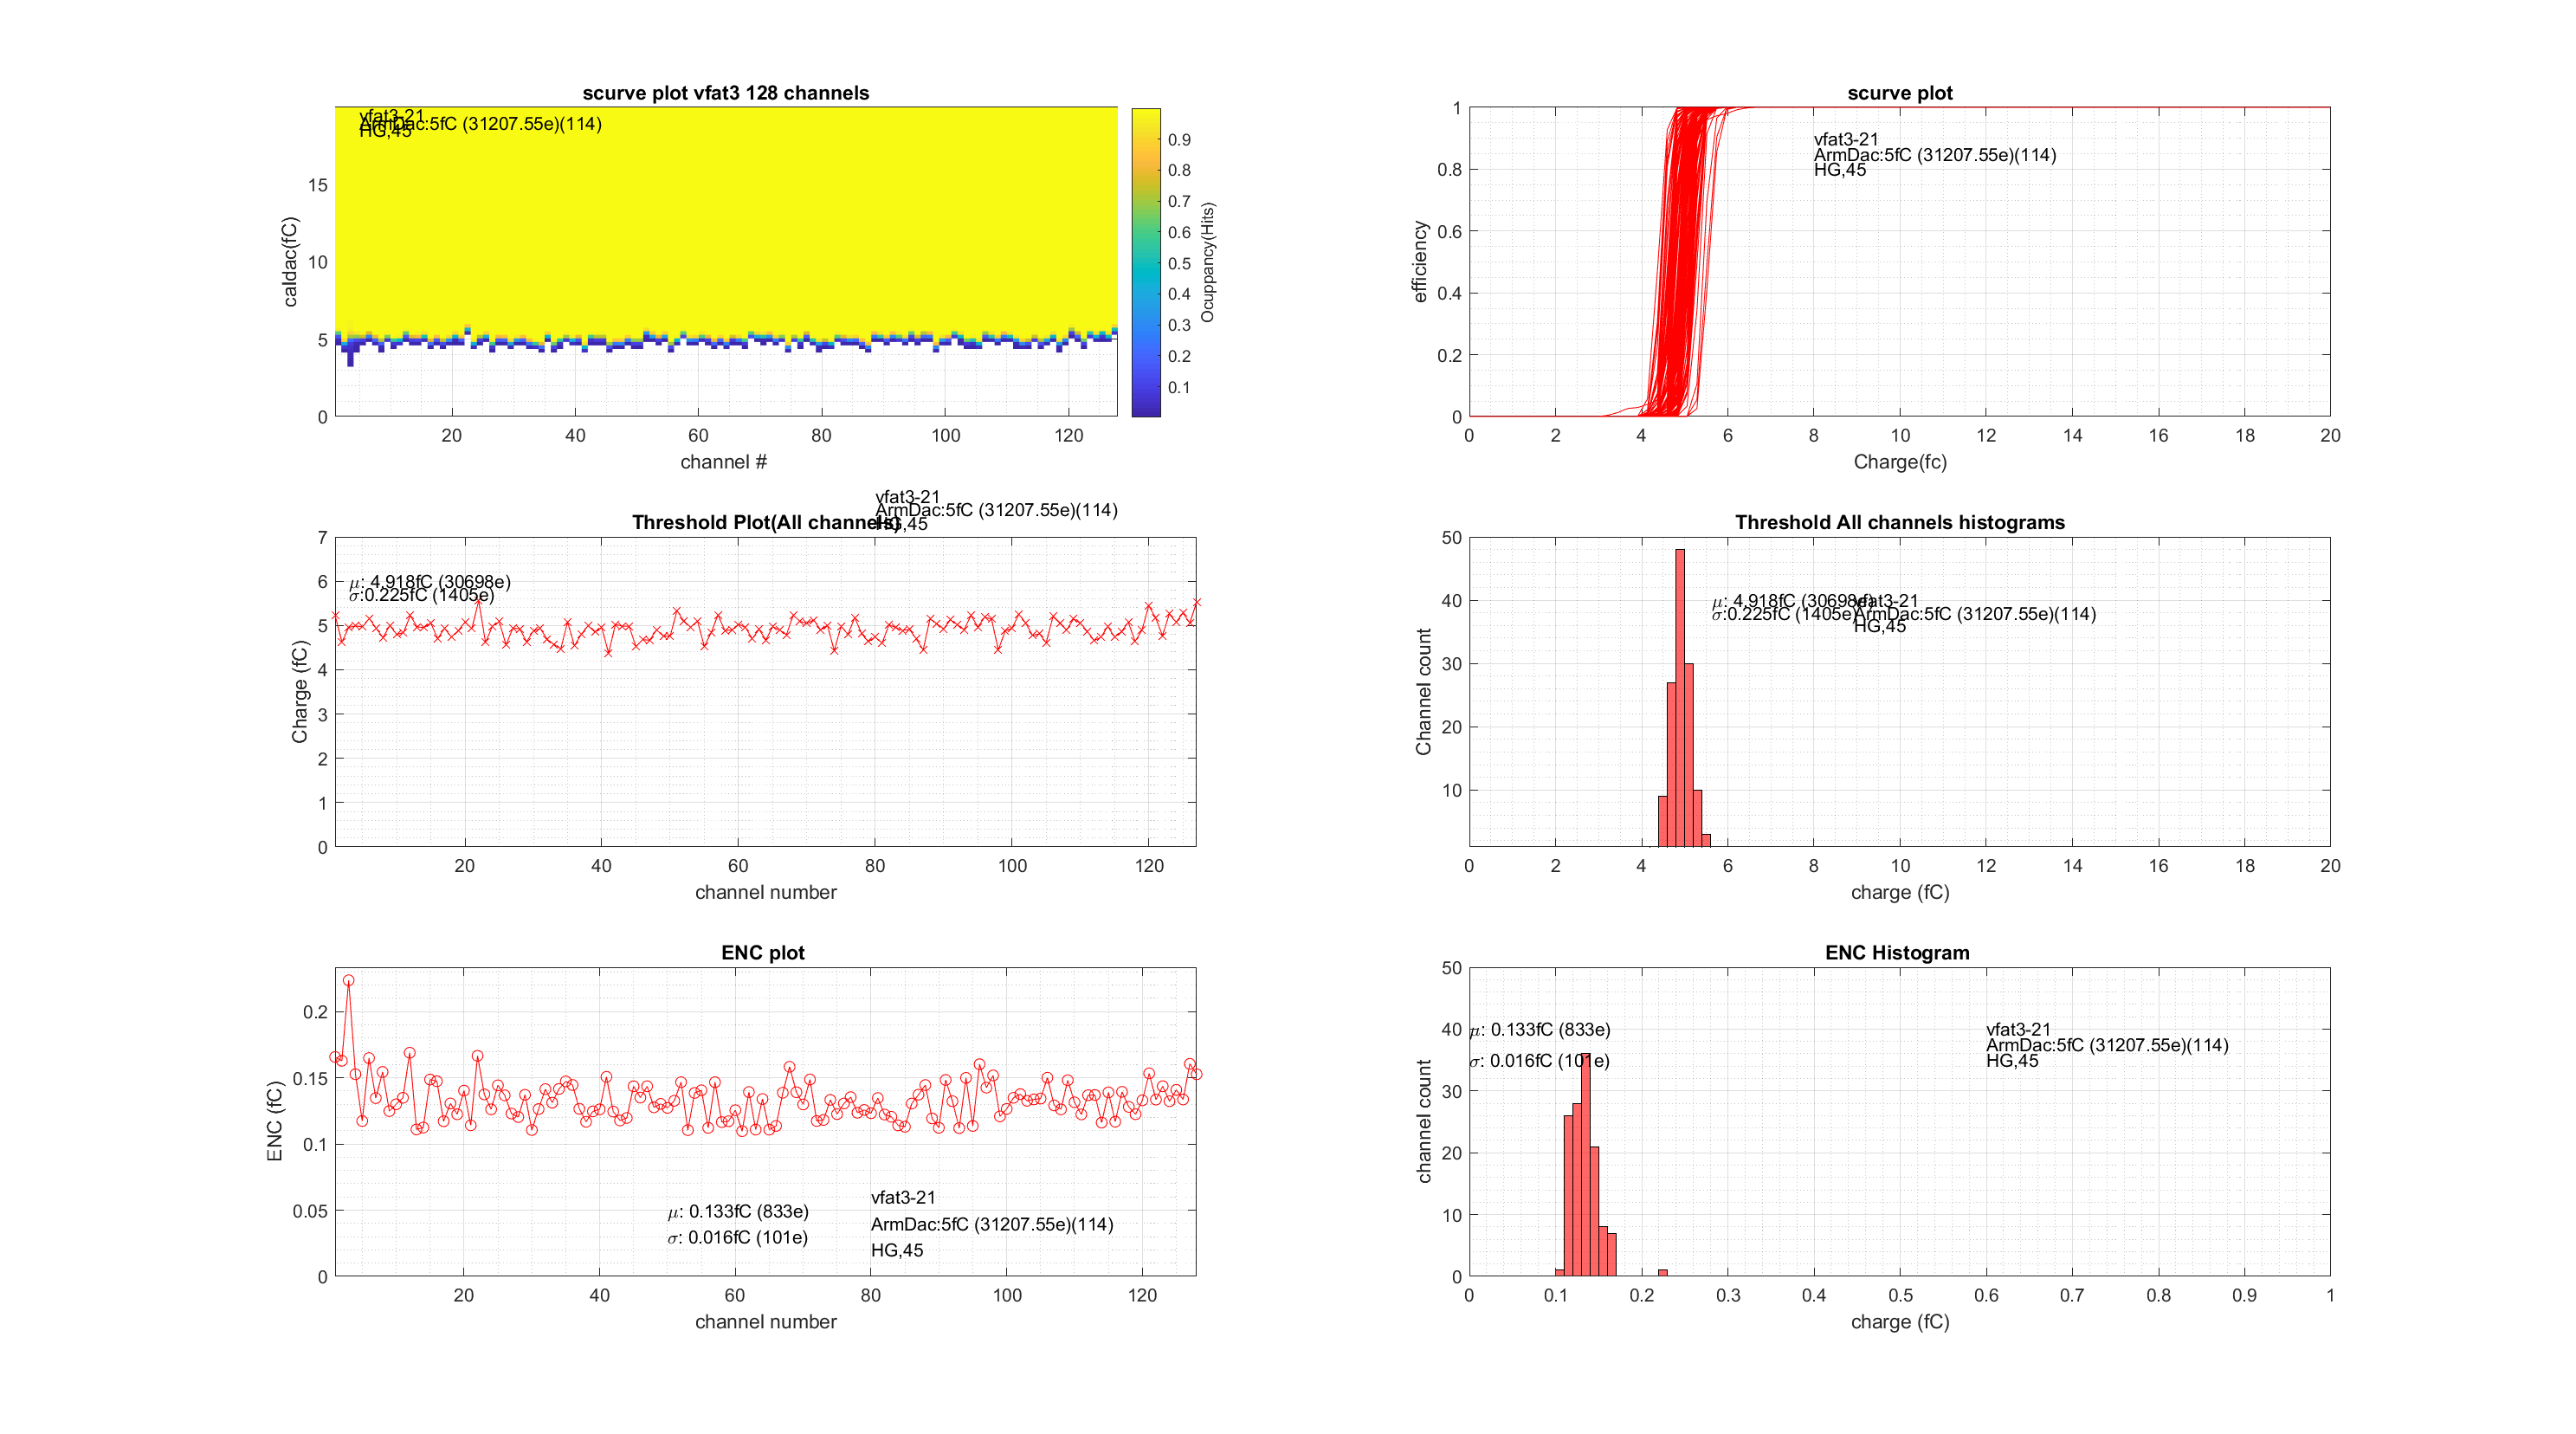 scurve plot vfat3 128 channels
vfat3-21
ArmDac:5fC (31207.55e)(114)
HG,45
caldac(fC)
15
10
5
0
20 40 60 80 100 120
channel #
0.9
0.8
0.7
0.6
0.5
0.4
0.3
0.2
0.1
Ocuppancy(Hits)
scurve plot
vfat3-21
ArmDac:5fC (31207.55e)(114)
HG,45
efficiency
1
0.8
0.6
0.4
0.2
0
0 2 4 6 8 10 12 14 16 18 20
Charge(fc)
vfat3-21
ArmDac:5fC (31207.55e)(114)
HG,45
Threshold Plot(All channels)
μ: 4.918fC (30698e)
σ:0.225fC (1405e)
Charge (fC)
7
6
5
4
3
2
1
0
20 40 60 80 100 120
channel number
Threshold All channels histograms
μ: 4.918fC (30698e)
σ:0.225fC (1405e)
vfat3-21
ArmDac:5fC (31207.55e)(114)
HG,45
Channel count
50
40
30
20
10
0 2 4 6 8 10 12 14 16 18 20
charge (fC)
ENC plot
ENC (fC)
0.2
0.15
0.1
0.05
0
μ: 0.133fC (833e)
σ: 0.016fC (101e)
vfat3-21
ArmDac:5fC (31207.55e)(114)
HG,45
20 40 60 80 100 120
channel number
ENC Histogram
μ: 0.133fC (833e)
σ: 0.016fC (101e)
vfat3-21
ArmDac:5fC (31207.55e)(114)
HG,45
channel count
50
40
30
20
10
0
0 0.1 0.2 0.3 0.4 0.5 0.6 0.7 0.8 0.9 1
charge (fC)